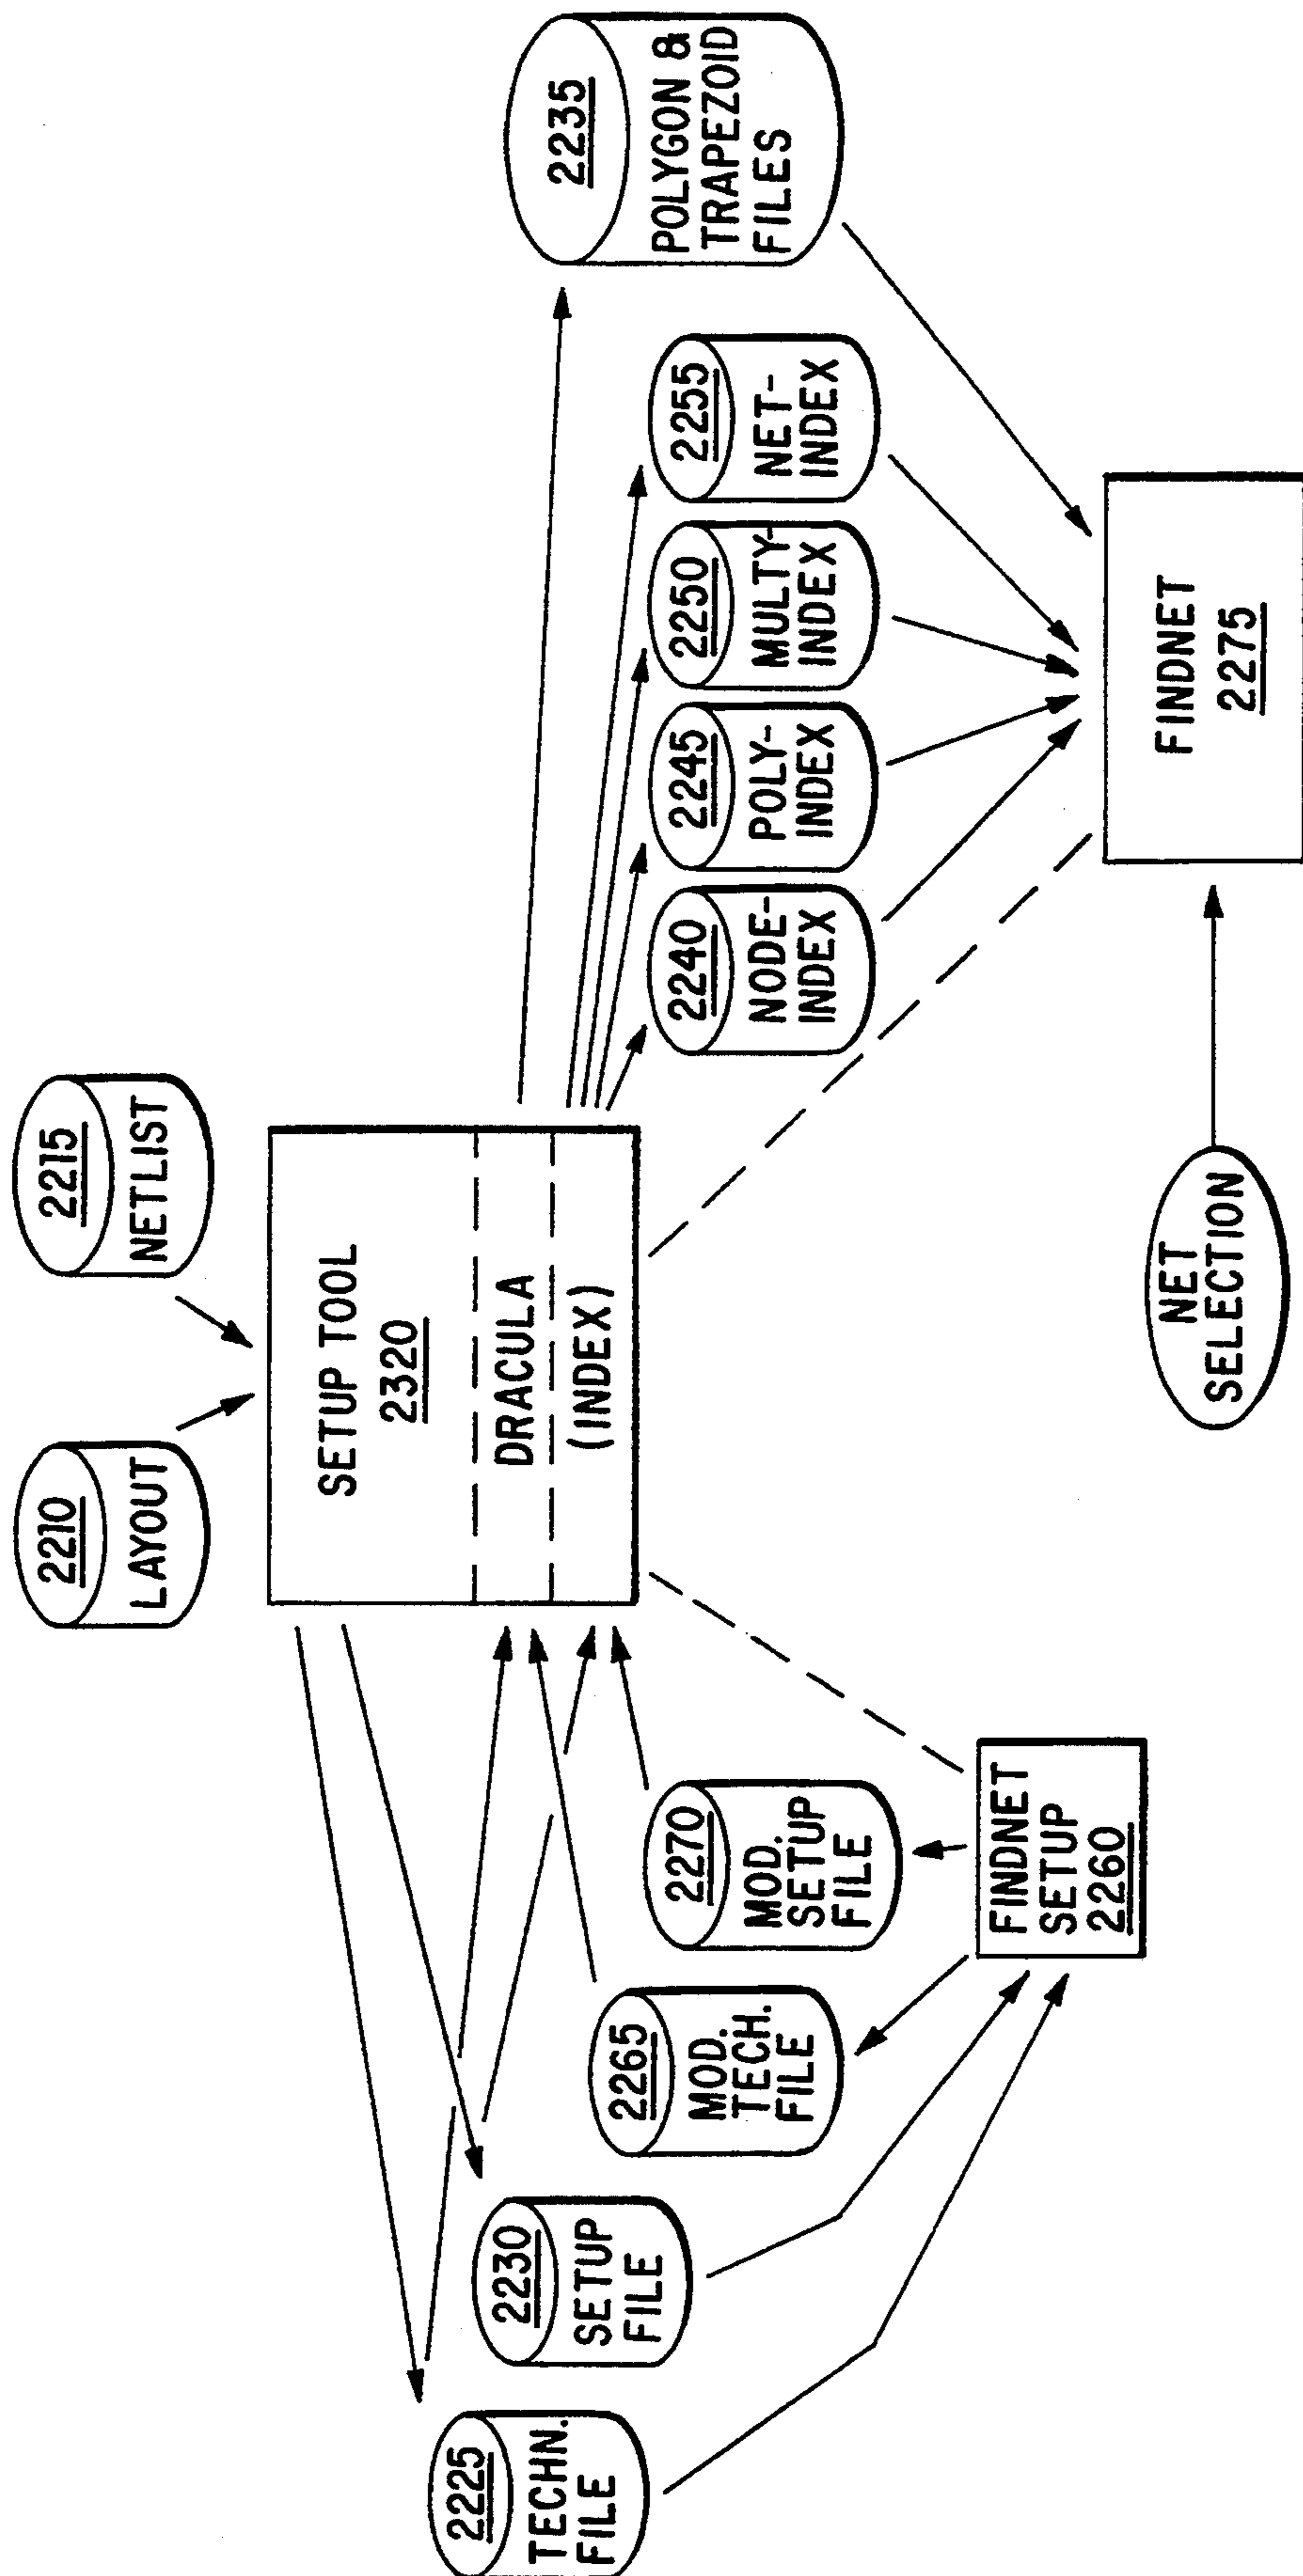 2210
LAYOUT
2215
NETLIST
SETUP TOOL
2320
DRACULA
(INDEX)
2225
TECHN.
FILE
2230
SETUP
FILE
2265
MOD.
TECH.
FILE
2270
MOD.
SETUP
FILE
FINDNET
SETUP
2260
2240
NODE-
INDEX
2245
POLY-
INDEX
2250
MULTY-
INDEX
2255
NET-
INDEX
2235
POLYGON &
TRAPEZOID
FILES
NET
SELECTION
FINDNET
2275